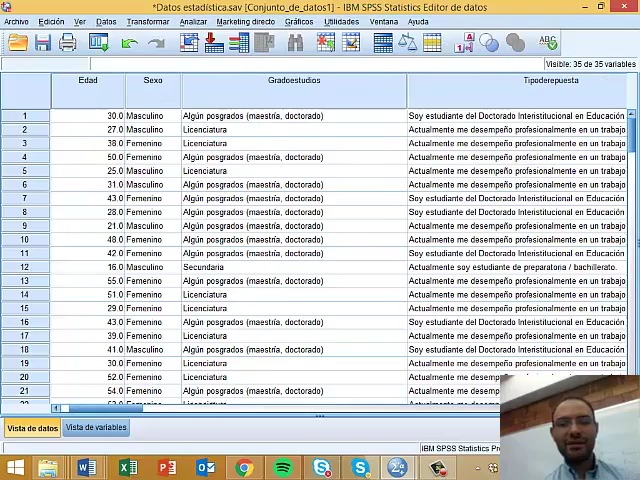 *Datos estadística.sav [Conjunto_de_datos1] - IBM SPSS Statistics Editor de datos
Archivo Edición Ver Datos Transformar Analizar Marketing directo Gráficos Utilidades Ventana Ayuda
Visible: 35 de 35 variables
Edad Sexo Gradoestudios Tipoderepuesta
1 30.0 Masculino Algún posgrados (maestría, doctorado) Soy estudiante del Doctorado Interistitucional en Educación
2 27.0 Masculino Licenciatura Actualmente me desempeño profesionalmente en un trabajo
3 38.0 Femenino Licenciatura Actualmente me desempeño profesionalmente en un trabajo
4 50.0 Femenino Algún posgrados (maestría, doctorado) Actualmente me desempeño profesionalmente en un trabajo
5 25.0 Masculino Licenciatura Actualmente me desempeño profesionalmente en un trabajo
6 31.0 Masculino Algún posgrados (maestría, doctorado) Actualmente me desempeño profesionalmente en un trabajo
7 43.0 Femenino Algún posgrados (maestría, doctorado) Soy estudiante del Doctorado Interistitucional en Educación
8 28.0 Femenino Algún posgrados (maestría, doctorado) Soy estudiante del Doctorado Interistitucional en Educación
9 21.0 Masculino Algún posgrados (maestría, doctorado) Actualmente me desempeño profesionalmente en un trabajo
10 48.0 Femenino Algún posgrados (maestría, doctorado) Actualmente me desempeño profesionalmente en un trabajo
11 42.0 Femenino Algún posgrados (maestría, doctorado) Soy estudiante del Doctorado Interistitucional en Educación
12 16.0 Masculino Secundaria Actualmente soy estudiante de preparatoria / bachillerato.
13 55.0 Femenino Algún posgrados (maestría, doctorado) Actualmente me desempeño profesionalmente en un trabajo
14 51.0 Femenino Licenciatura Actualmente me desempeño profesionalmente en un trabajo
15 29.0 Femenino Licenciatura Actualmente me desempeño profesionalmente en un trabajo
16 43.0 Femenino Algún posgrados (maestría, doctorado) Soy estudiante del Doctorado Interistitucional en Educación
17 39.0 Femenino Licenciatura Actualmente me desempeño profesionalmente en un trabajo
18 41.0 Masculino Algún posgrados (maestría, doctorado) Soy estudiante del Doctorado Interistitucional en Educación
19 30.0 Femenino Licenciatura Actualmente me desempeño profesionalmente en un trabajo
20 52.0 Femenino Licenciatura Actualmente me desempeño profesionalmente en un trabajo
21 54.0 Femenino Algún posgrados (maestría, doctorado) Actualmente me
Vista de datos Vista de variables
IBM SPSS Statistics